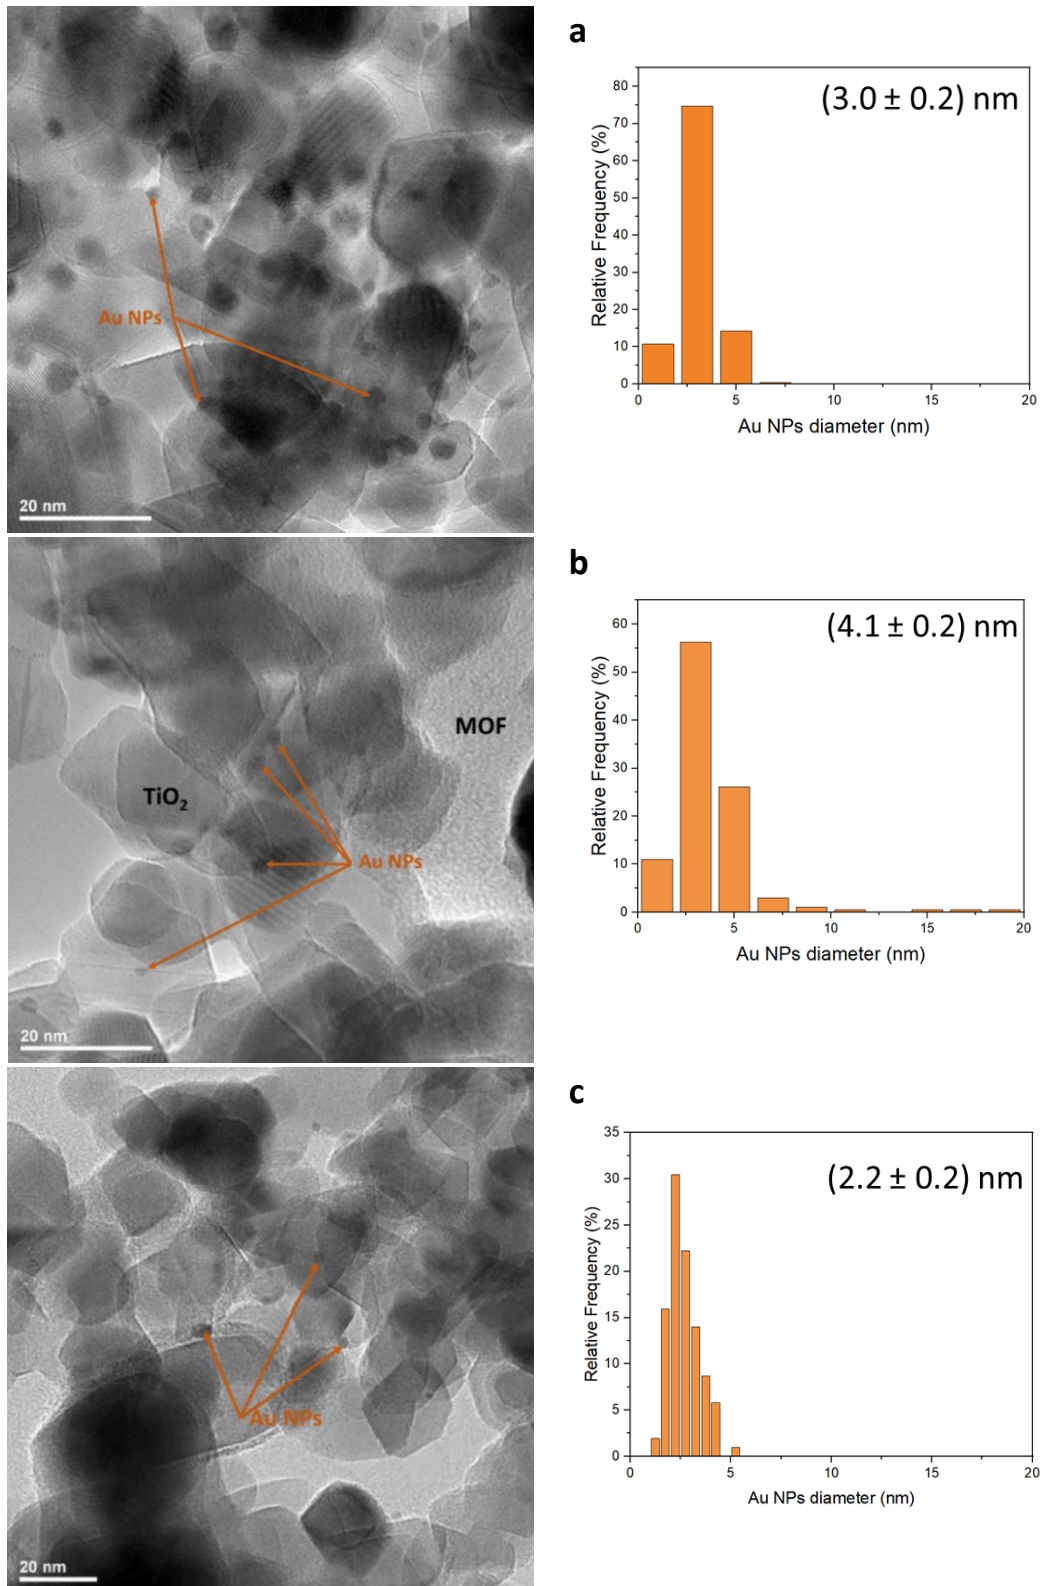 a
Au NPs
20 nm
(3.0 ± 0.2) nm
Relative Frequency (%)
80
70
60
50
40
30
20
10
0
0 5 10 15 20
Au NPs diameter (nm)
b
MOF
TiO₂
Au NPs
20 nm
(4.1 ± 0.2) nm
Relative Frequency (%)
60
50
40
30
20
10
0
0 5 10 15 20
Au NPs diameter (nm)
c
Au NPs
20 nm
(2.2 ± 0.2) nm
Relative Frequency (%)
35
30
25
20
15
10
5
0
0 5 10 15 20
Au NPs diameter (nm)